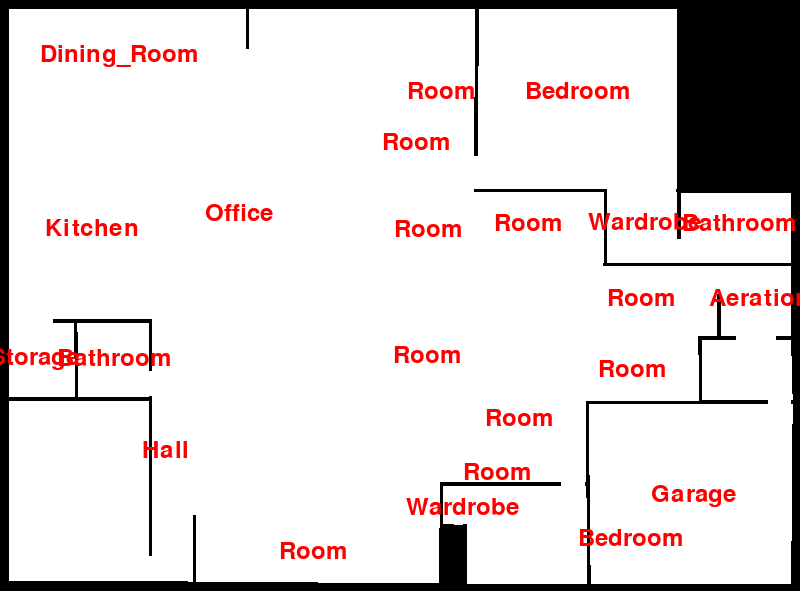 Dining_Room
Room
Bedroom
Room
Office
Kitchen
Room
Room
Wardrobe
Bathroom
Room
Aeration
Storage
Bathroom
Room
Room
Room
Hall
Room
Wardrobe
Garage
Bedroom
Room